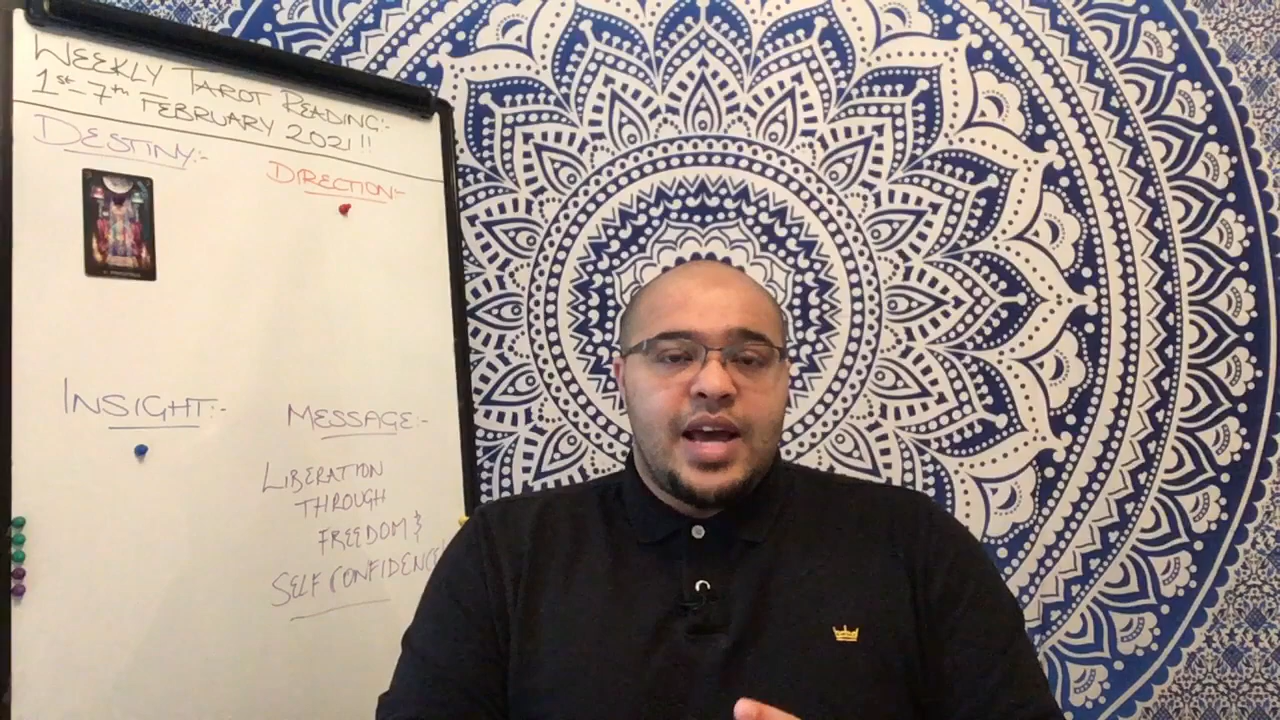 WEEKLY TAROT READING:-
1st-7th FEBRUARY 2021!!
DESTINY:-
DIRECTION:-
INSIGHT:-
MESSAGE:-
LIBERATION
THROUGH
FREEDOM &
SELF CONFIDENCE!